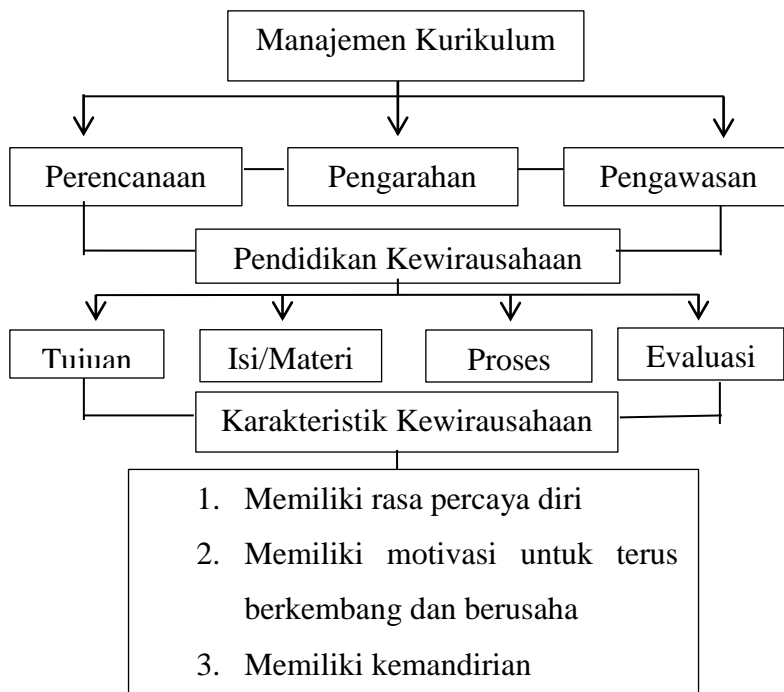 Manajemen Kurikulum
Perencanaan
Pengarahan
Pengawasan
Pendidikan Kewirausahaan
Tujuan
Isi/Materi
Proses
Evaluasi
Karakteristik Kewirausahaan
1. Memiliki rasa percaya diri
2. Memiliki motivasi untuk terus
berkembang dan berusaha
3. Memiliki kemandirian